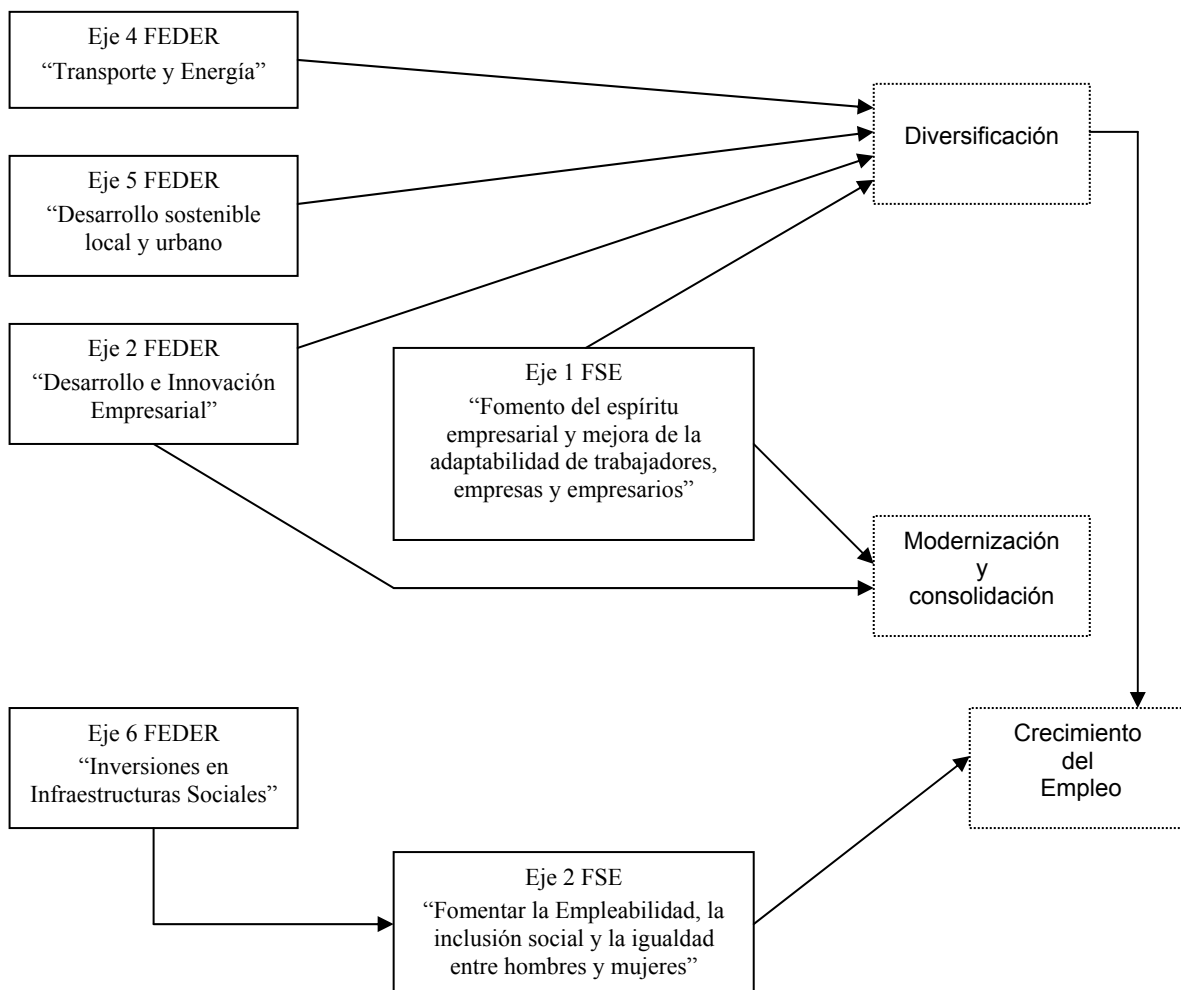 Eje 4 FEDER
“Transporte y Energía”
Diversificación
Eje 5 FEDER
“Desarrollo sostenible
local y urbano
Eje 2 FEDER
“Desarrollo e Innovación
Empresarial”
Eje 1 FSE
“Fomento del espíritu
empresarial y mejora de la
adaptabilidad de trabajadores,
empresas y empresarios”
Modernización
y
consolidación
Eje 6 FEDER
“Inversiones en
Infraestructuras Sociales”
Crecimiento
del
Empleo
Eje 2 FSE
“Fomentar la Empleabilidad, la
inclusión social y la igualdad
entre hombres y mujeres”